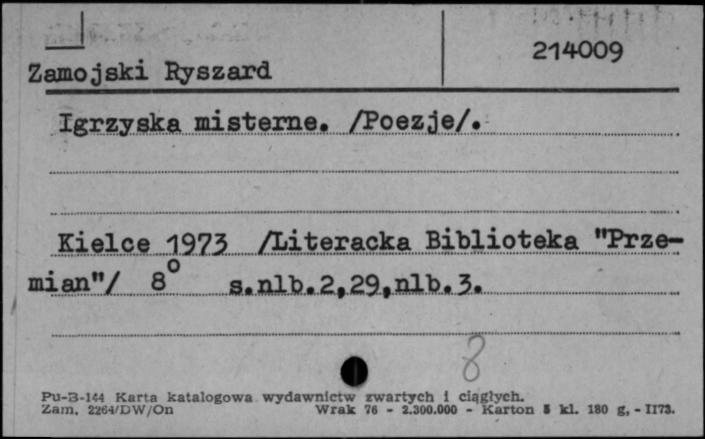 214009
Zamojski Ryszard
Igrzyska misterne. /Poezje/.
Kielce 1973 /Literacka Biblioteka "Prze-
mian"/ 8° s.nlb.2,29,nlb.3.
8
Pu-B-144 Karta katalogowa wydawnictw zwartych i ciągłych.
Zam. 2264/DW/On Wrak 76 - 2.300.000 - Karton 5 kl. 180 g, - II73.